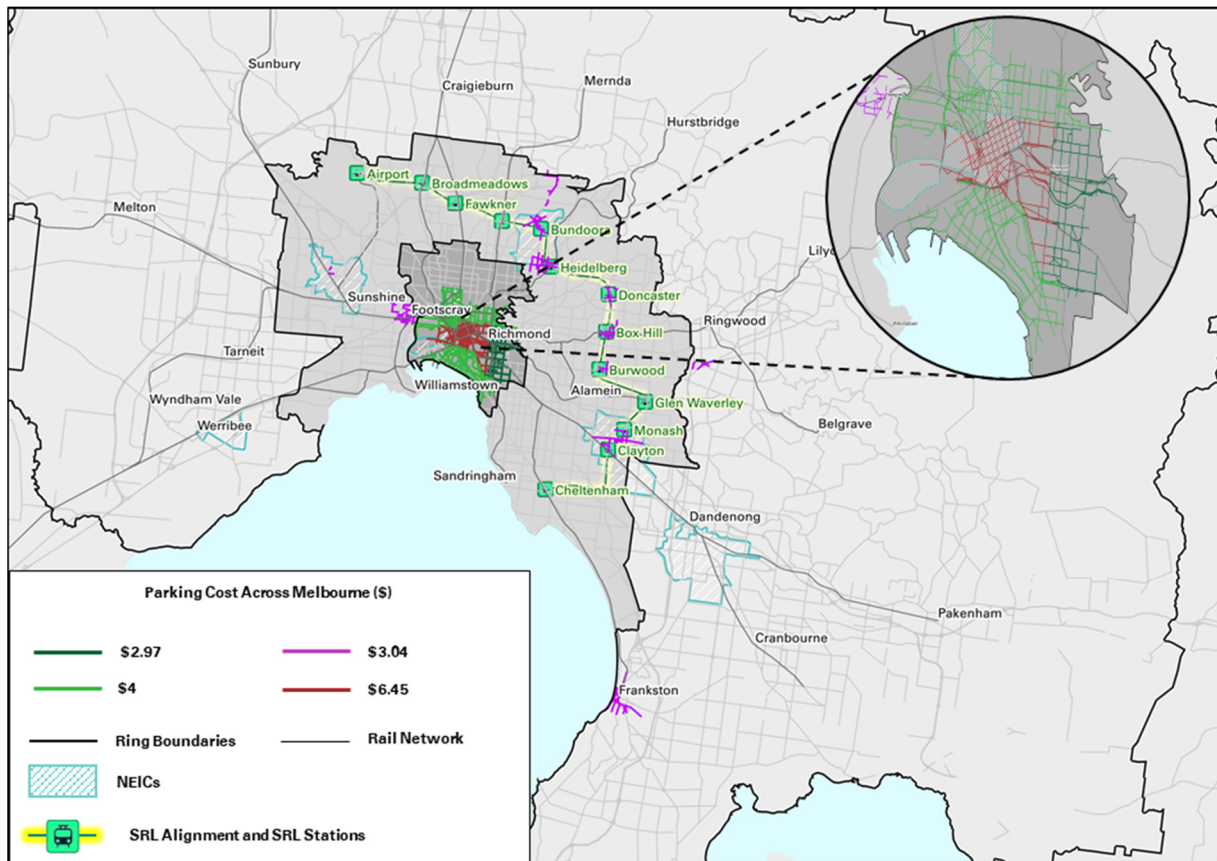 Sunbury
Craigieburn
Mernda
Hurstbridge
Airport
Broadmeadows
Melton
Fawkner
Bundoora
Heidelberg
Sunshine
Doncaster
Footscray
Ringwood
Richmond
Box-Hill
Tarneit
Burwood
Williamstown
Alamein
Wyndham Vale
Glen Waverley
Werribee
Monash
Belgrave
Clayton
Sandringham
Cheltenham
Dandenong
Pakenham
Cranbourne
Frankston
Parking Cost Across Melbourne ($)
$2.97
$3.04
$4
$6.45
Ring Boundaries
Rail Network
NEICs
SRL Alignment and SRL Stations